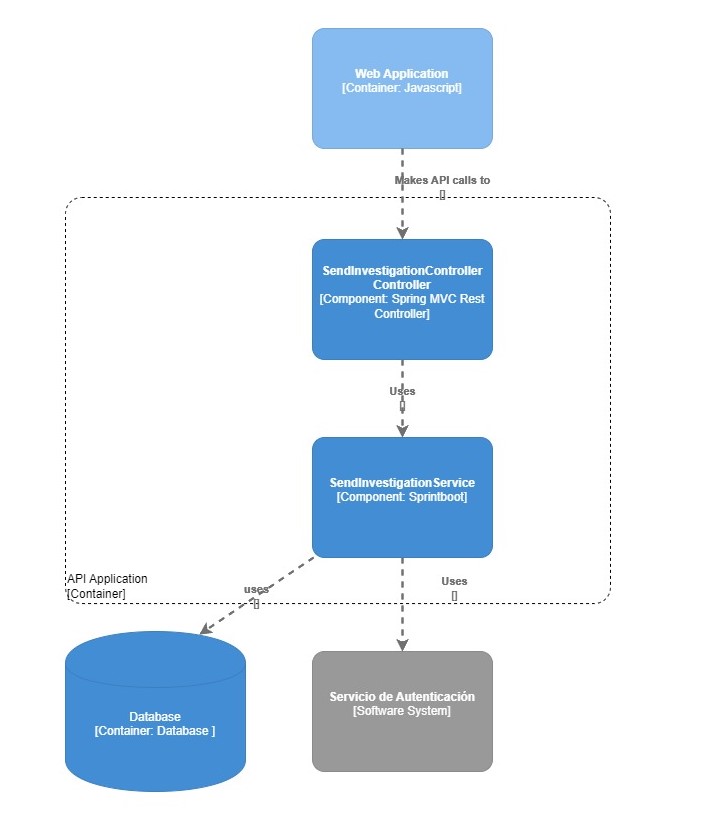 Web Application
[Container: Javascript]
Makes API calls to
[]
SendInvestigationController
Controller
[Component: Spring MVC Rest
Controller]
Uses
[]
SendInvestigationService
[Component: Sprintboot]
API Application
[Container]
uses
[]
Uses
[]
Database
[Container: Database ]
Servicio de Autenticación
[Software System]